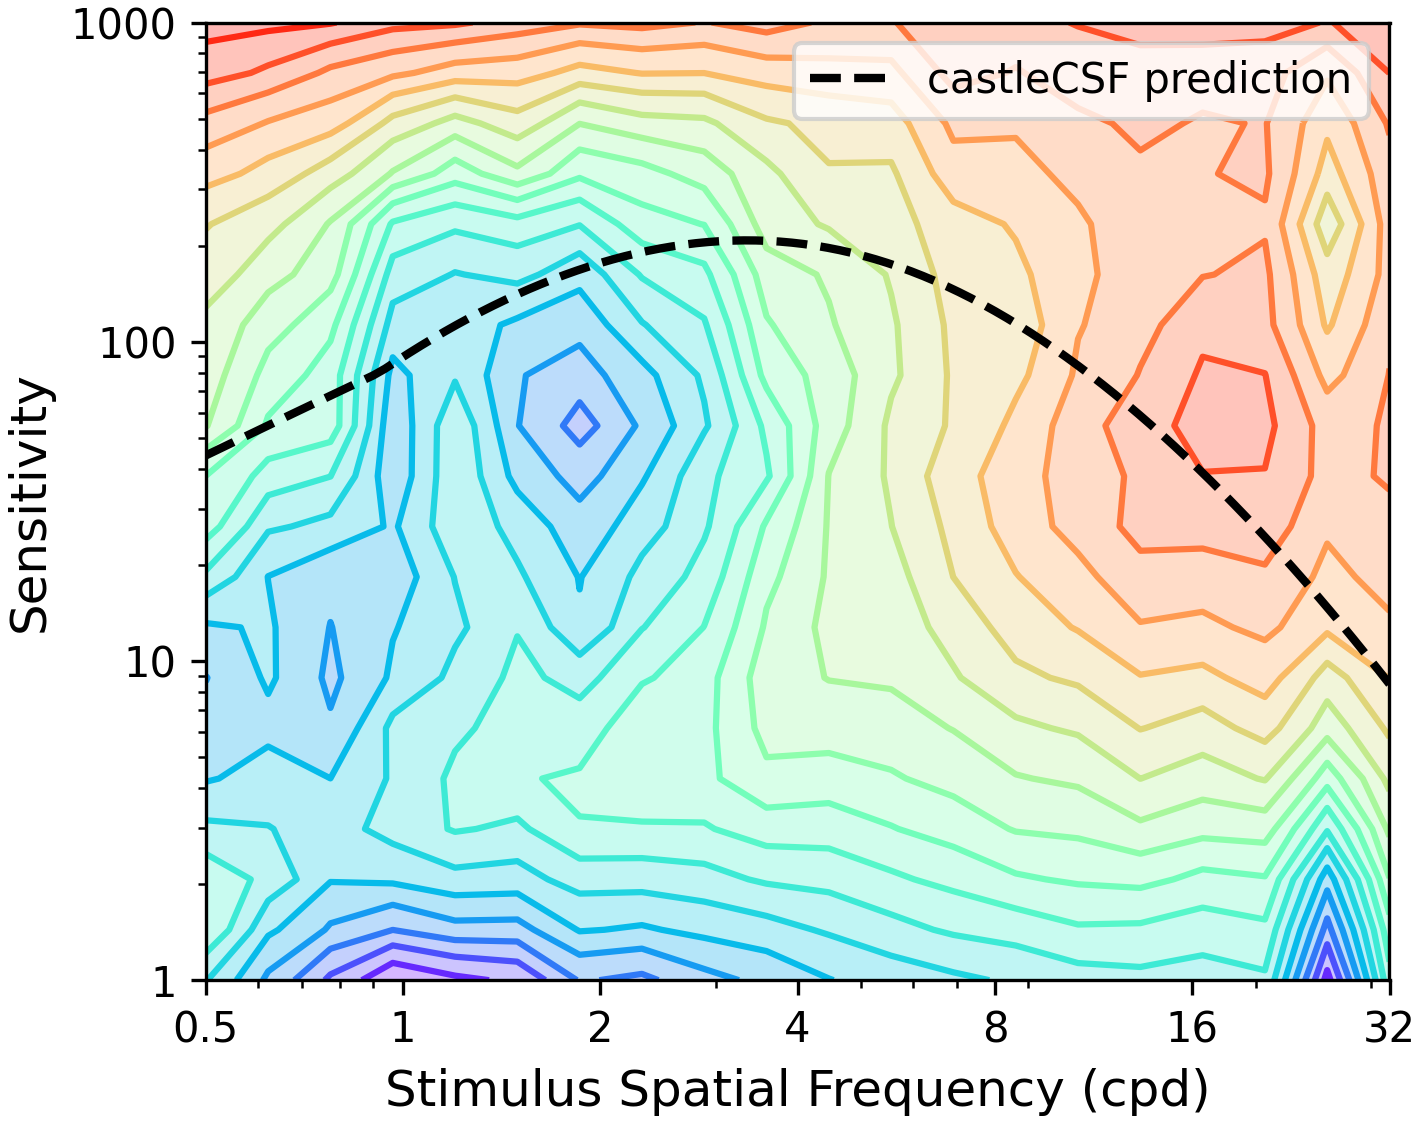 1000
castleCSF prediction
100
Sensitivity
10
1
0.5 1 2 4 8 16 32
Stimulus Spatial Frequency (cpd)